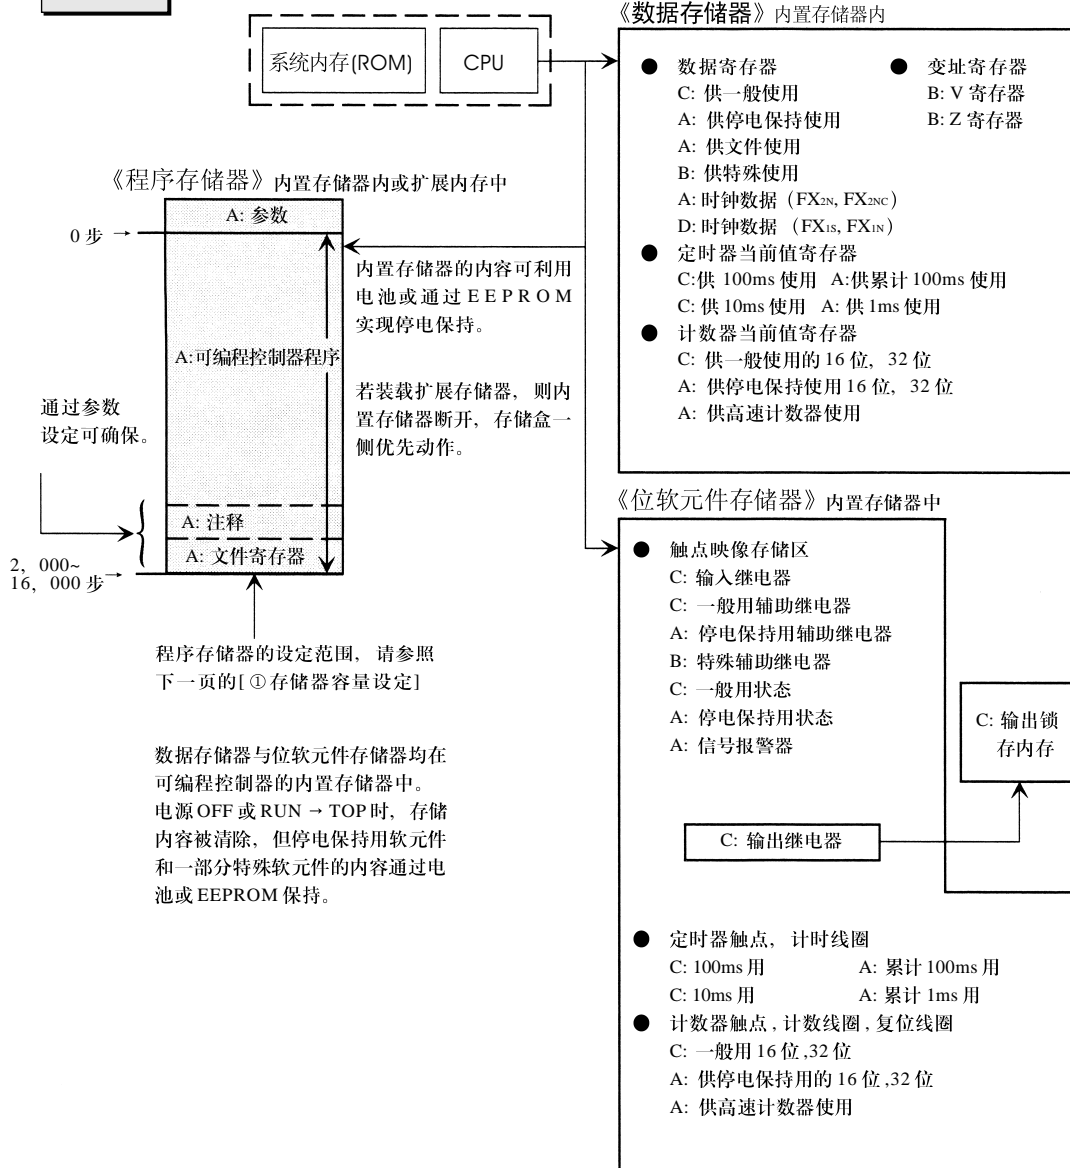 系统内存(ROM)
CPU
《程序存储器》内置存储器内或扩展内存中
A: 参数
0 步 →
A:可编程控制器程序
内置存储器的内容可利用
电池或通过EEPROM
实现停电保持。
若装载扩展存储器，则内
置存储器断开，存储盒一
侧优先动作。
通过参数
设定可确保。
A: 注释
A: 文件寄存器
2，000~
16，000 步→
程序存储器的设定范围，请参照
下一页的[①存储器容量设定]
数据存储器与位软元件存储器均在
可编程控制器的内置存储器中。
电源OFF 或 RUN → TOP 时，存储
内容被清除，但停电保持用软元件
和一部分特殊软元件的内容通过电
池或 EEPROM 保持。
《数据存储器》内置存储器内
● 数据寄存器
C: 供一般使用
A: 供停电保持使用
A: 供文件使用
B: 供特殊使用
A: 时钟数据（FX2N, FX2NC）
D: 时钟数据（FX1S, FX1N）
● 变址寄存器
B: V 寄存器
B: Z 寄存器
● 定时器当前值寄存器
C:供 100ms 使用 A:供累计 100ms 使用
C: 供 10ms 使用 A: 供 1ms 使用
● 计数器当前值寄存器
C: 供一般使用的 16 位，32 位
A: 供停电保持使用 16 位，32 位
A: 供高速计数器使用
《位软元件存储器》内置存储器中
● 触点映像存储区
C: 输入继电器
C: 一般用辅助继电器
A: 停电保持用辅助继电器
B: 特殊辅助继电器
C: 一般用状态
A: 停电保持用状态
A: 信号报警器
C: 输出锁
存内存
C: 输出继电器
● 定时器触点，计时线圈
C: 100ms 用 A: 累计 100ms 用
C: 10ms 用 A: 累计 1ms 用
● 计数器触点 , 计数线圈 , 复位线圈
C: 一般用 16 位 ,32 位
A: 供停电保持用的 16 位 ,32 位
A: 供高速计数器使用